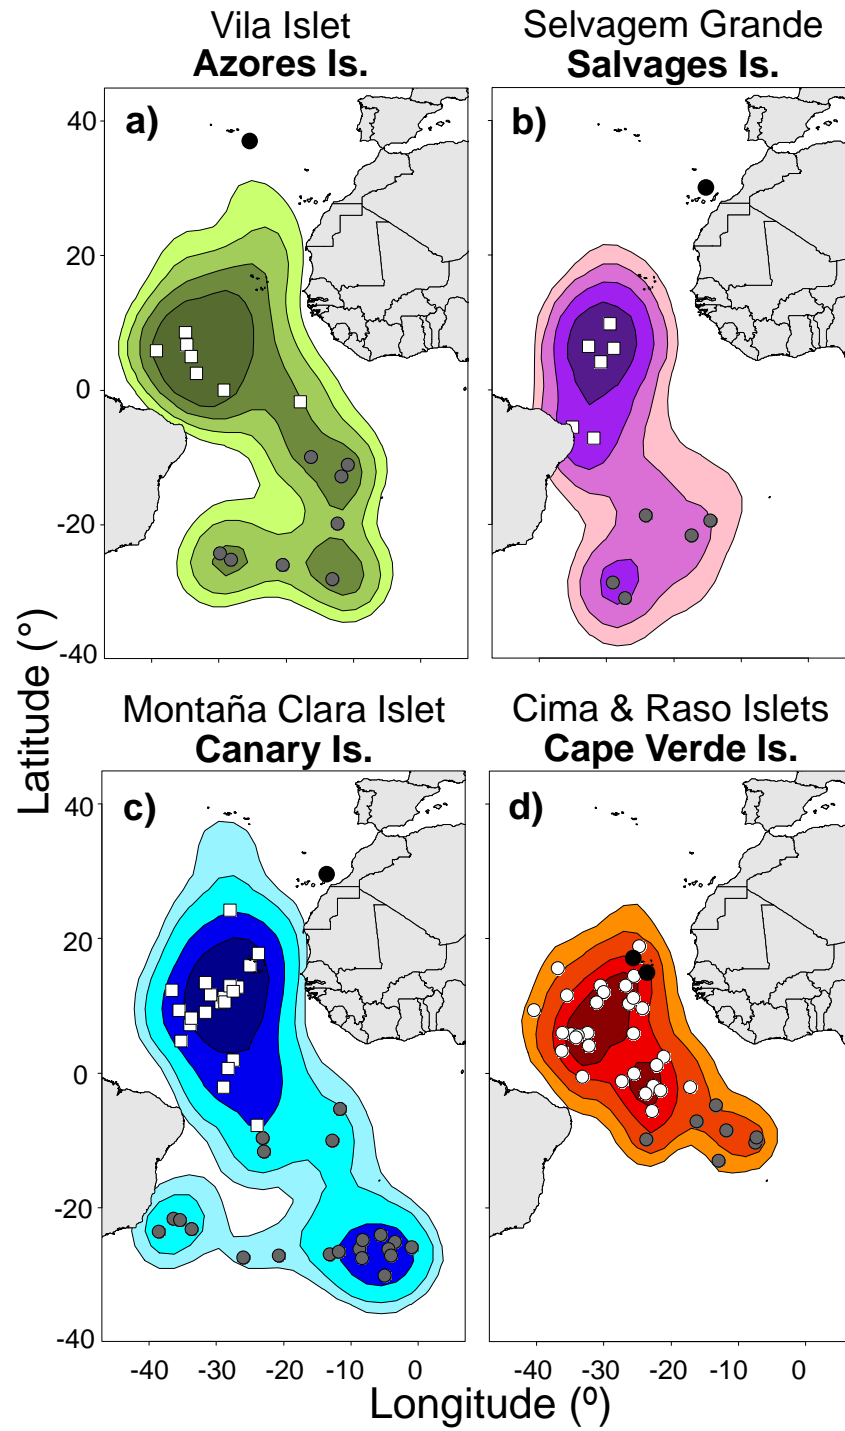 Vila Islet
Azores Is.
Selvagem Grande
Salvages Is.
a)
b)
40
20
0
-20
-40
Latitude (°)
Montaña Clara Islet
Canary Is.
Cima & Raso Islets
Cape Verde Is.
c)
d)
40
20
0
-20
-40
-40 -30 -20 -10 0
-40 -30 -20 -10 0
Longitude (º)